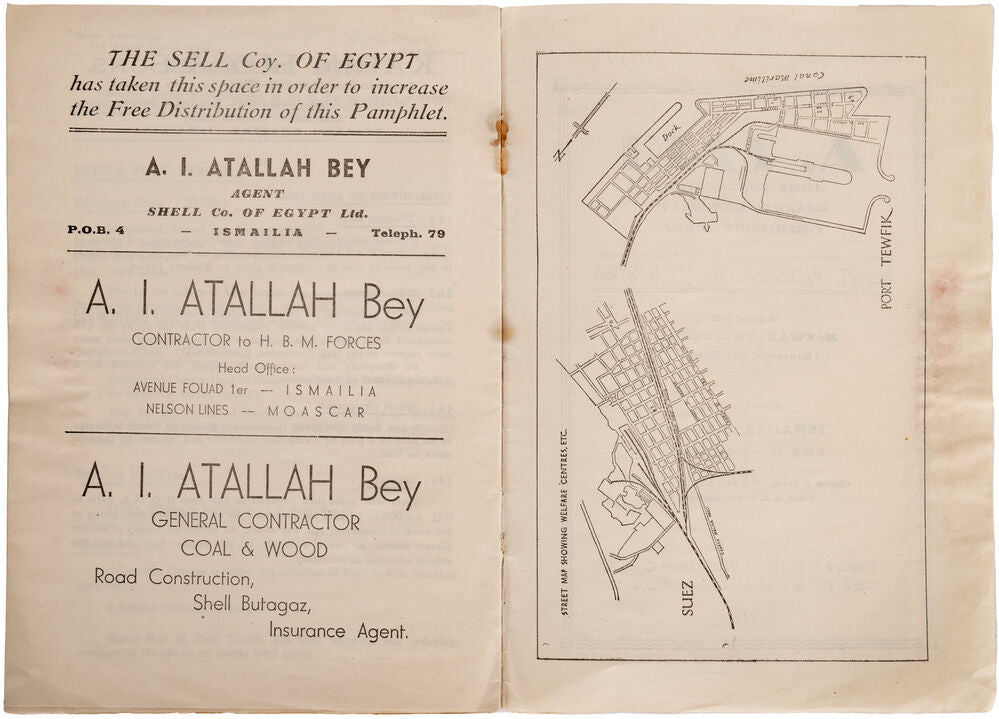 THE SELL Coy. OF EGYPT
has taken this space in order to increase
the Free Distribution of this Pamphlet.
A. I. ATALLAH BEY
AGENT
SHELL Co. OF EGYPT Ltd.
P.O.B. 4 — ISMAILIA — Teleph. 79
A. I. ATALLAH Bey
CONTRACTOR to H. B. M. FORCES
Head Office :
AVENUE FOUAD 1er — ISMAILIA
NELSON LINES — MOASCAR
A. I. ATALLAH Bey
GENERAL CONTRACTOR
COAL & WOOD
Road Construction,
Shell Butagaz,
Insurance Agent.
Canal Maritime
Dock
PORT TEWFIK.
STREET MAP SHOWING WELFARE CENTRES, ETC.
SUEZ